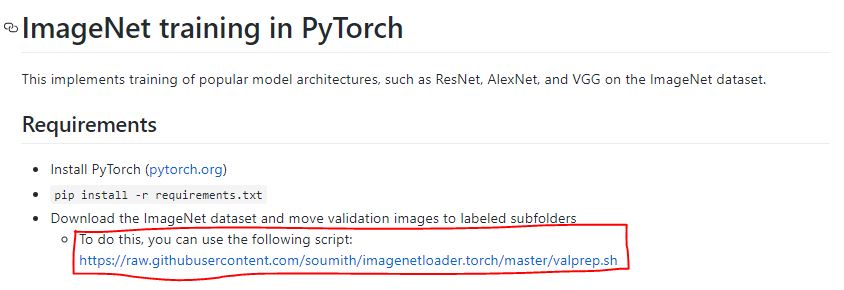 ImageNet training in PyTorch
This implements training of popular model architectures, such as ResNet, AlexNet, and VGG on the ImageNet dataset.
Requirements
Install PyTorch (pytorch.org)
pip install -r requirements.txt
Download the ImageNet dataset and move validation images to labeled subfolders
To do this, you can use the following script:
https://raw.githubusercontent.com/soumith/imagenetloader.torch/master/valprep.sh